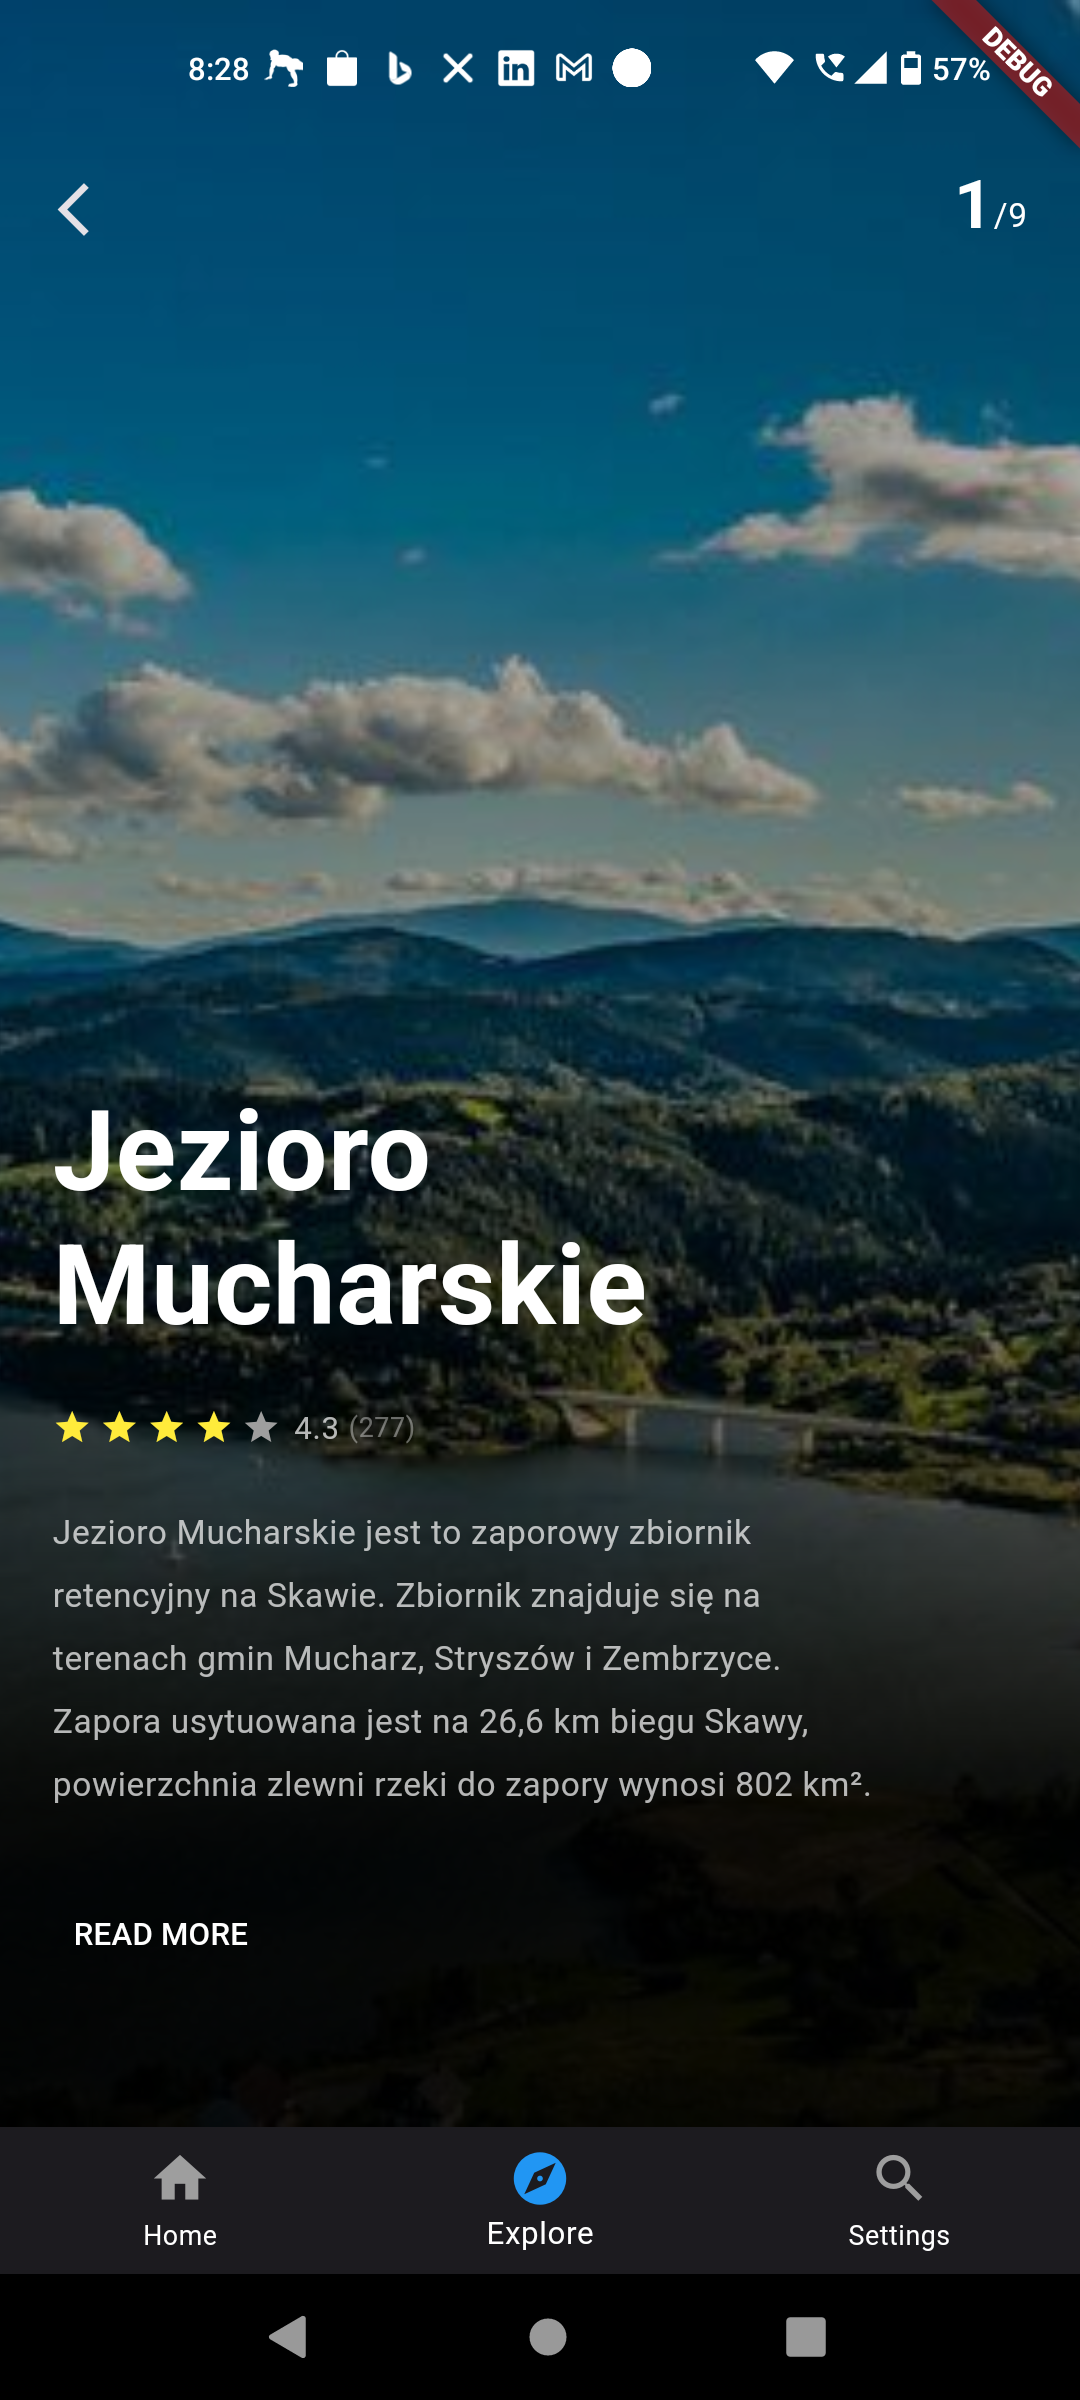 8:28
57%
DEBUG
1/9
Jezioro
Mucharskie
4.3 (277)
Jezioro Mucharskie jest to zaporowy zbiornik
retencyjny na Skawie. Zbiornik znajduje się na
terenach gmin Mucharz, Stryszów i Zembrzyce.
Zapora usytuowana jest na 26,6 km biegu Skawy,
powierzchnia zlewni rzeki do zapory wynosi 802 km².
READ MORE
Home
Explore
Settings